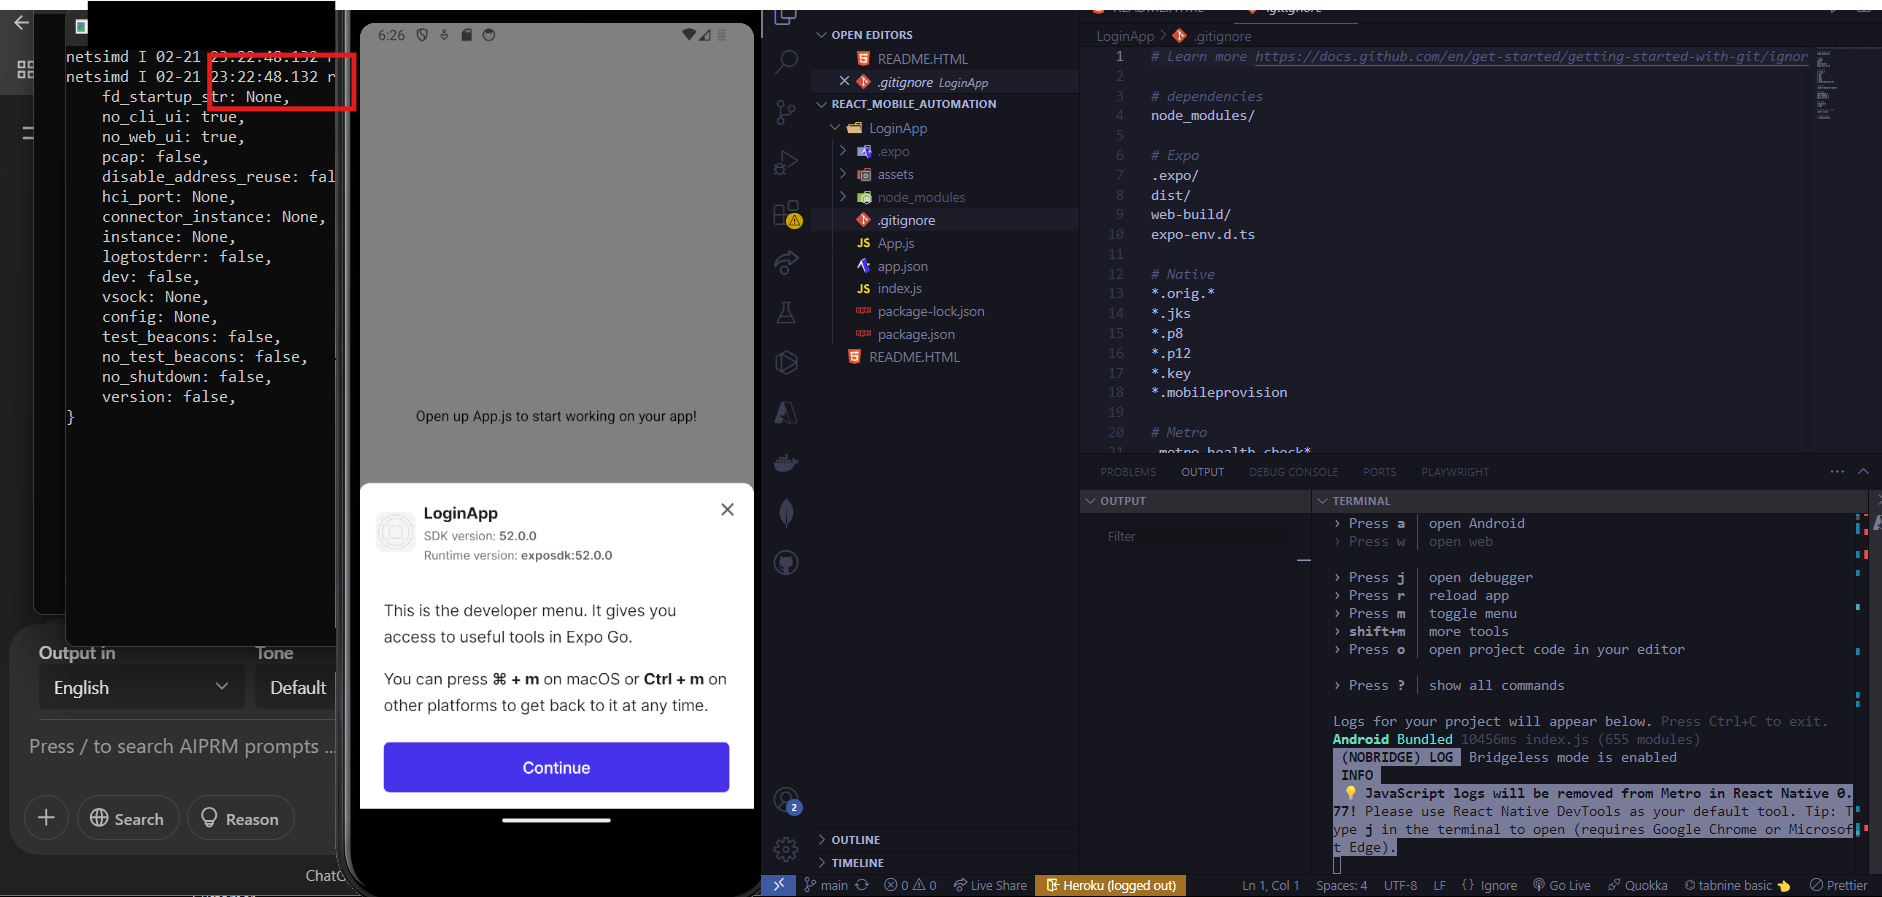 netsimd I 02-21 23:22:48.132 r
netsimd I 02-21 23:22:48.132 r
fd_startup_str: None,
no_cli_ui: true,
no_web_ui: true,
pcap: false,
disable_address_reuse: fal
hci_port: None,
connector_instance: None,
instance: None,
logtostderr: false,
dev: false,
vsock: None,
config: None,
test_beacons: false,
no_test_beacons: false,
no_shutdown: false,
version: false,
}
Output in
Tone
English
Default
Press / to search AIPRM prompts ...
Search
Reason
6:26
Open up App.js to start working on your app!
LoginApp
SDK version: 52.0.0
Runtime version: exposdk:52.0.0
This is the developer menu. It gives you
access to useful tools in Expo Go.
You can press ⌘ + m on macOS or Ctrl + m on
other platforms to get back to it at any time.
Continue
OPEN EDITORS
README.HTML
.gitignore LoginApp
REACT_MOBILE_AUTOMATION
LoginApp
.expo
assets
node_modules
.gitignore
JS App.js
app.json
JS index.js
package-lock.json
package.json
README.HTML
OUTLINE
TIMELINE
2
LoginApp > .gitignore
1 # Learn more https://docs.github.com/en/get-started/getting-started-with-git/ignor
2
3 # dependencies
4 node_modules/
5
6 # Expo
7 .expo/
8 dist/
9 web-build/
10 expo-env.d.ts
11
12 # Native
13 *.orig.*
14 *.jks
15 *.p8
16 *.p12
17 *.key
18 *.mobileprovision
19
20 # Metro
21 .metro-health-check*
PROBLEMS OUTPUT DEBUG CONSOLE PORTS PLAYWRIGHT
OUTPUT
Filter
TERMINAL
› Press a │ open Android
› Press w │ open web
› Press j │ open debugger
› Press r │ reload app
› Press m │ toggle menu
› shift+m │ more tools
› Press o │ open project code in your editor
› Press ? │ show all commands
Logs for your project will appear below. Press Ctrl+C to exit.
Android Bundled 10456ms index.js (655 modules)
(NOBRIDGE) LOG Bridgeless mode is enabled
INFO
💡 JavaScript logs will be removed from Metro in React Native 0.
77! Please use React Native DevTools as your default tool. Tip: T
ype j in the terminal to open (requires Google Chrome or Microsof
t Edge).
main 0 0 Live Share Heroku (logged out) Ln 1, Col 1 Spaces: 4 UTF-8 LF {} Ignore Go Live Quokka tabnine basic 👈 Prettier